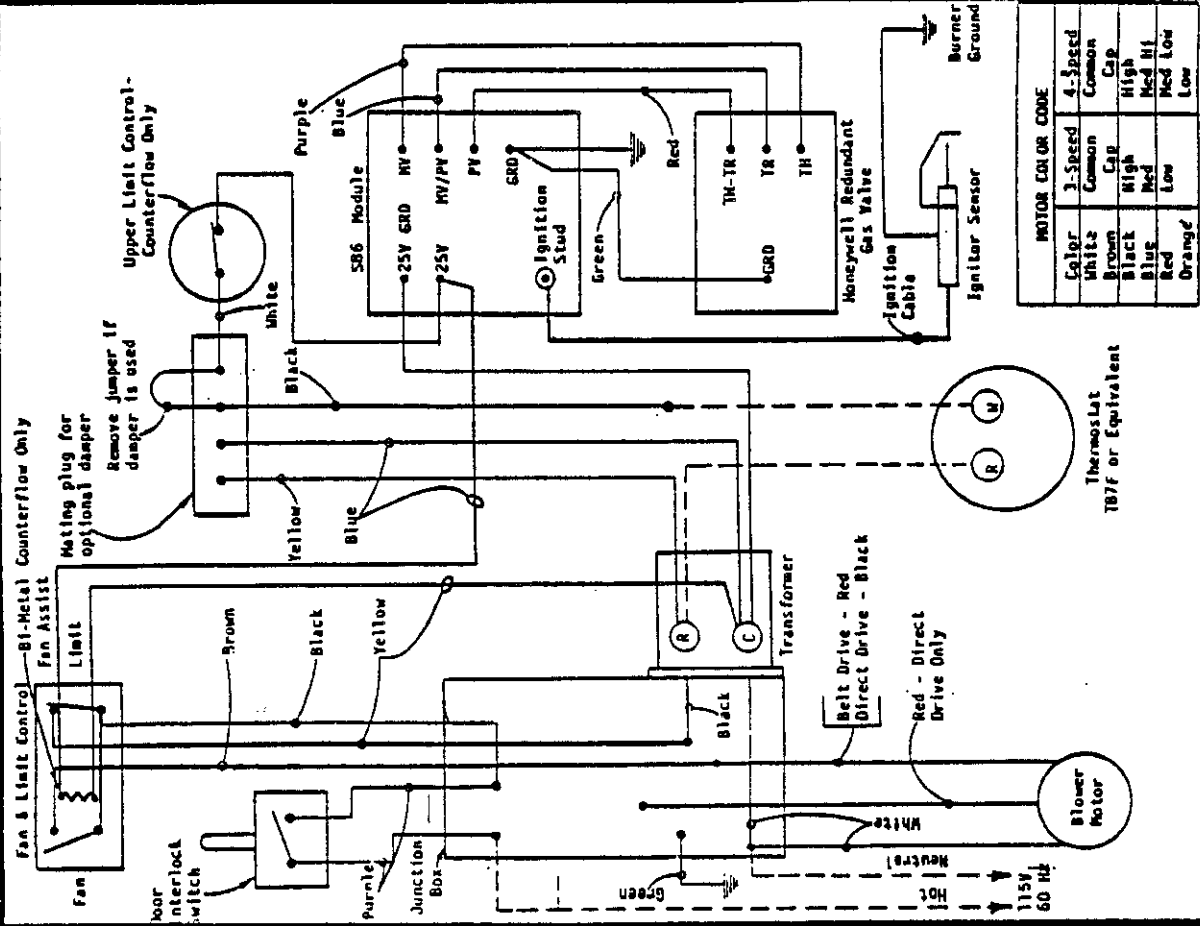 Fan & Limit Control
Bi-Metal Counterflow Only
Fan Assist
Limit
Fan
Mating plug for
optional damper
Remove jumper if
damper is used
Upper Limit Control-
Counterflow Only
White
Black
Yellow
Blue
Brown
Black
Yellow
Purple
Blue
S86 Module
25V GRD
25V
MV
MV/PV
PV
GRD
Ignition
Stud
Green
Red
TH-TR
TR
TH
GRD
Honeywell Redundant
Gas Valve
Ignition
Cable
Ignitor Sensor
Burner
Ground
Interlock
Switch
Purple
Junction
Box
Green
Black
R
C
Transformer
W
R
Thermostat
T87F or Equivalent
Belt Drive - Red
Direct Drive - Black
Red - Direct
Drive Only
Blower
Motor
White
Neutral
Hot
115V
60 Hz
MOTOR COLOR CODE
Color 3-Speed 4-Speed
White Common Common
Brown Cap Cap
Black High High
Blue Med Med Hi
Red Low Med Low
Orange Low